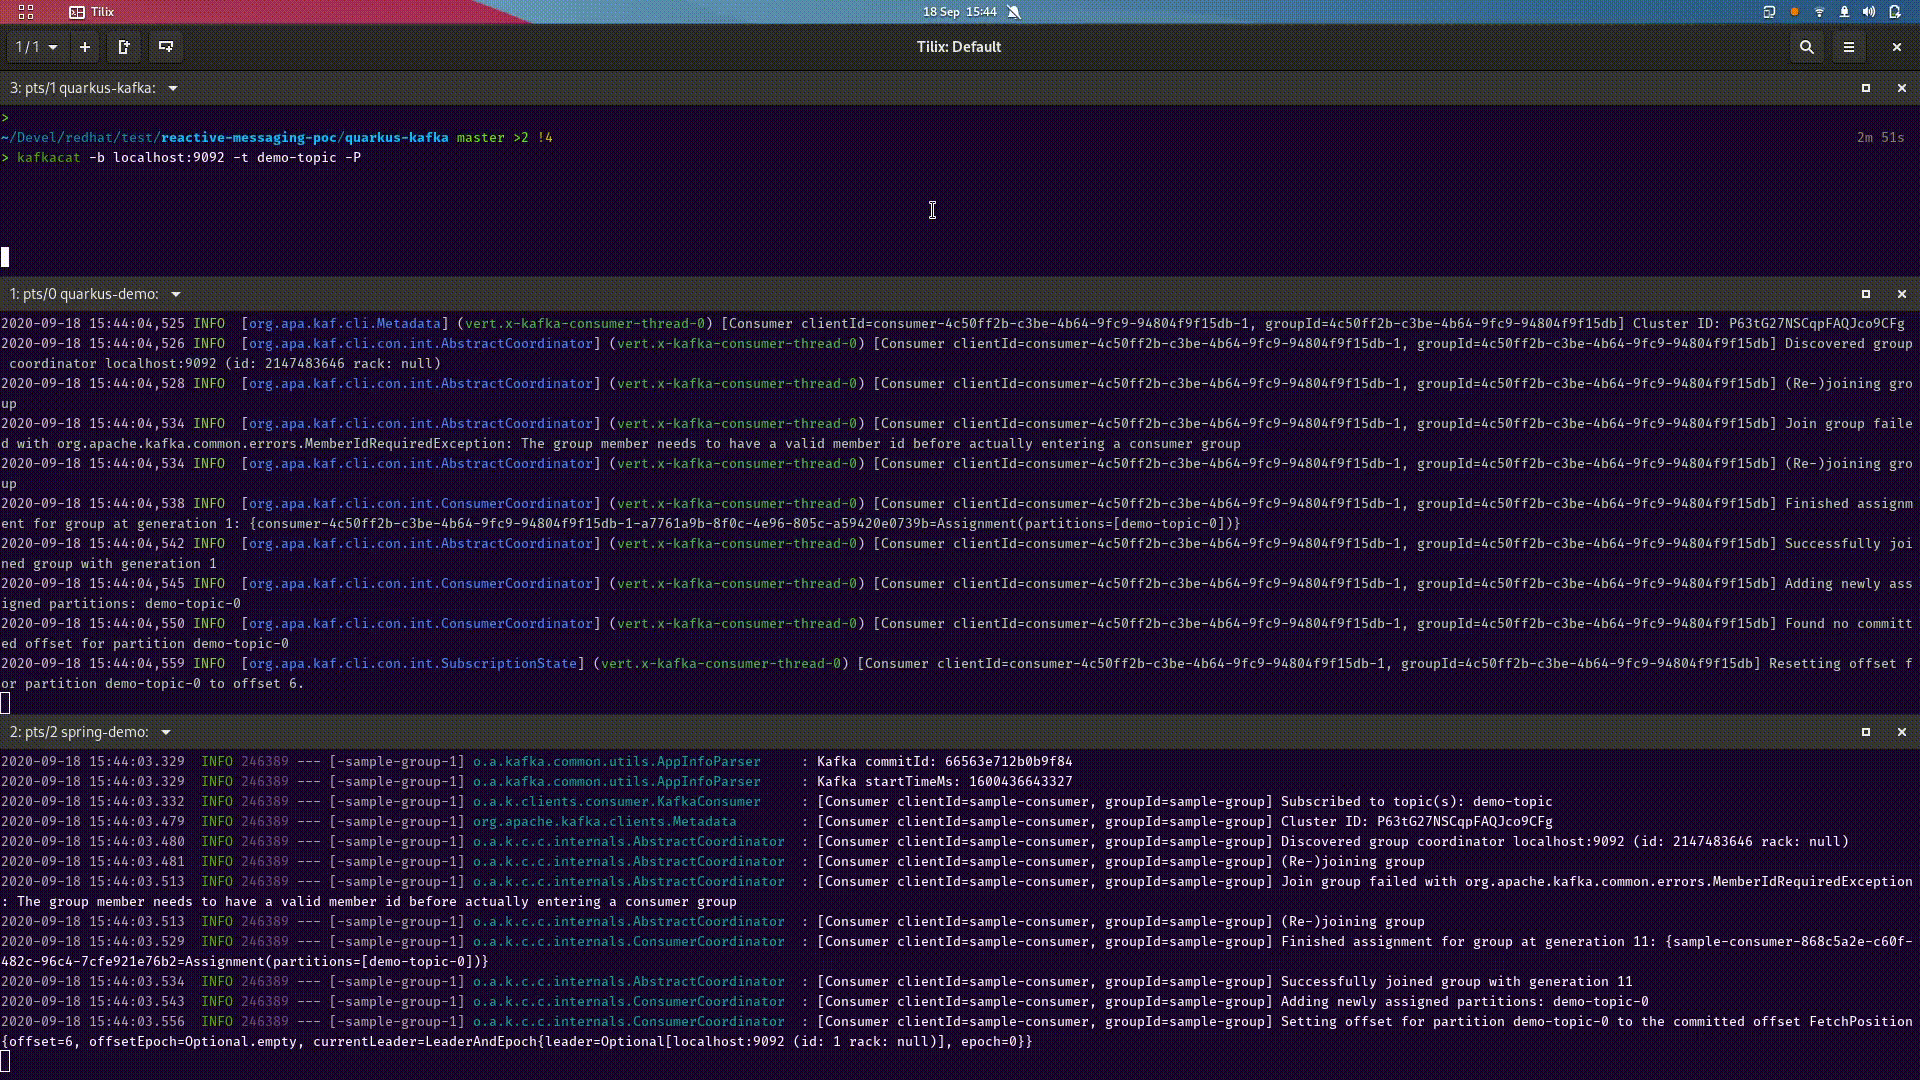 Tilix
18 Sep 15:44
1 / 1
Tilix: Default
3: pts/1 quarkus-kafka:
>
~/Devel/redhat/test/reactive-messaging-poc/quarkus-kafka master >2 !4
2m 51s
> kafkacat -b localhost:9092 -t demo-topic -P
1: pts/0 quarkus-demo:
2020-09-18 15:44:04,525 INFO  [org.apa.kaf.cli.Metadata] (vert.x-kafka-consumer-thread-0) [Consumer clientId=consumer-4c50ff2b-c3be-4b64-9fc9-94804f9f15db-1, groupId=4c50ff2b-c3be-4b64-9fc9-94804f9f15db] Cluster ID: P63tG27NSCqpFAQJco9CFg
2020-09-18 15:44:04,526 INFO  [org.apa.kaf.cli.con.int.AbstractCoordinator] (vert.x-kafka-consumer-thread-0) [Consumer clientId=consumer-4c50ff2b-c3be-4b64-9fc9-94804f9f15db-1, groupId=4c50ff2b-c3be-4b64-9fc9-94804f9f15db] Discovered group
coordinator localhost:9092 (id: 2147483646 rack: null)
2020-09-18 15:44:04,528 INFO  [org.apa.kaf.cli.con.int.AbstractCoordinator] (vert.x-kafka-consumer-thread-0) [Consumer clientId=consumer-4c50ff2b-c3be-4b64-9fc9-94804f9f15db-1, groupId=4c50ff2b-c3be-4b64-9fc9-94804f9f15db] (Re-)joining gro
up
2020-09-18 15:44:04,534 INFO  [org.apa.kaf.cli.con.int.AbstractCoordinator] (vert.x-kafka-consumer-thread-0) [Consumer clientId=consumer-4c50ff2b-c3be-4b64-9fc9-94804f9f15db-1, groupId=4c50ff2b-c3be-4b64-9fc9-94804f9f15db] Join group faile
d with org.apache.kafka.common.errors.MemberIdRequiredException: The group member needs to have a valid member id before actually entering a consumer group
2020-09-18 15:44:04,534 INFO  [org.apa.kaf.cli.con.int.AbstractCoordinator] (vert.x-kafka-consumer-thread-0) [Consumer clientId=consumer-4c50ff2b-c3be-4b64-9fc9-94804f9f15db-1, groupId=4c50ff2b-c3be-4b64-9fc9-94804f9f15db] (Re-)joining gro
up
2020-09-18 15:44:04,538 INFO  [org.apa.kaf.cli.con.int.ConsumerCoordinator] (vert.x-kafka-consumer-thread-0) [Consumer clientId=consumer-4c50ff2b-c3be-4b64-9fc9-94804f9f15db-1, groupId=4c50ff2b-c3be-4b64-9fc9-94804f9f15db] Finished assignm
ent for group at generation 1: {consumer-4c50ff2b-c3be-4b64-9fc9-94804f9f15db-1-a7761a9b-8f0c-4e96-805c-a59420e0739b=Assignment(partitions=[demo-topic-0])}
2020-09-18 15:44:04,542 INFO  [org.apa.kaf.cli.con.int.AbstractCoordinator] (vert.x-kafka-consumer-thread-0) [Consumer clientId=consumer-4c50ff2b-c3be-4b64-9fc9-94804f9f15db-1, groupId=4c50ff2b-c3be-4b64-9fc9-94804f9f15db] Successfully joi
ned group with generation 1
2020-09-18 15:44:04,545 INFO  [org.apa.kaf.cli.con.int.ConsumerCoordinator] (vert.x-kafka-consumer-thread-0) [Consumer clientId=consumer-4c50ff2b-c3be-4b64-9fc9-94804f9f15db-1, groupId=4c50ff2b-c3be-4b64-9fc9-94804f9f15db] Adding newly ass
igned partitions: demo-topic-0
2020-09-18 15:44:04,550 INFO  [org.apa.kaf.cli.con.int.ConsumerCoordinator] (vert.x-kafka-consumer-thread-0) [Consumer clientId=consumer-4c50ff2b-c3be-4b64-9fc9-94804f9f15db-1, groupId=4c50ff2b-c3be-4b64-9fc9-94804f9f15db] Found no committ
ed offset for partition demo-topic-0
2020-09-18 15:44:04,559 INFO  [org.apa.kaf.cli.con.int.SubscriptionState] (vert.x-kafka-consumer-thread-0) [Consumer clientId=consumer-4c50ff2b-c3be-4b64-9fc9-94804f9f15db-1, groupId=4c50ff2b-c3be-4b64-9fc9-94804f9f15db] Resetting offset f
or partition demo-topic-0 to offset 6.
2: pts/2 spring-demo:
2020-09-18 15:44:03.329  INFO 246389 --- [-sample-group-1] o.a.kafka.common.utils.AppInfoParser     : Kafka commitId: 66563e712b0b9f84
2020-09-18 15:44:03.329  INFO 246389 --- [-sample-group-1] o.a.kafka.common.utils.AppInfoParser     : Kafka startTimeMs: 1600436643327
2020-09-18 15:44:03.332  INFO 246389 --- [-sample-group-1] o.a.k.clients.consumer.KafkaConsumer     : [Consumer clientId=sample-consumer, groupId=sample-group] Subscribed to topic(s): demo-topic
2020-09-18 15:44:03.479  INFO 246389 --- [-sample-group-1] org.apache.kafka.clients.Metadata        : [Consumer clientId=sample-consumer, groupId=sample-group] Cluster ID: P63tG27NSCqpFAQJco9CFg
2020-09-18 15:44:03.480  INFO 246389 --- [-sample-group-1] o.a.k.c.c.internals.AbstractCoordinator  : [Consumer clientId=sample-consumer, groupId=sample-group] Discovered group coordinator localhost:9092 (id: 2147483646 rack: null)
2020-09-18 15:44:03.481  INFO 246389 --- [-sample-group-1] o.a.k.c.c.internals.AbstractCoordinator  : [Consumer clientId=sample-consumer, groupId=sample-group] (Re-)joining group
2020-09-18 15:44:03.513  INFO 246389 --- [-sample-group-1] o.a.k.c.c.internals.AbstractCoordinator  : [Consumer clientId=sample-consumer, groupId=sample-group] Join group failed with org.apache.kafka.common.errors.MemberIdRequiredException
: The group member needs to have a valid member id before actually entering a consumer group
2020-09-18 15:44:03.513  INFO 246389 --- [-sample-group-1] o.a.k.c.c.internals.AbstractCoordinator  : [Consumer clientId=sample-consumer, groupId=sample-group] (Re-)joining group
2020-09-18 15:44:03.529  INFO 246389 --- [-sample-group-1] o.a.k.c.c.internals.ConsumerCoordinator  : [Consumer clientId=sample-consumer, groupId=sample-group] Finished assignment for group at generation 11: {sample-consumer-868c5a2e-c60f-
482c-96c4-7cfe921e76b2=Assignment(partitions=[demo-topic-0])}
2020-09-18 15:44:03.534  INFO 246389 --- [-sample-group-1] o.a.k.c.c.internals.AbstractCoordinator  : [Consumer clientId=sample-consumer, groupId=sample-group] Successfully joined group with generation 11
2020-09-18 15:44:03.543  INFO 246389 --- [-sample-group-1] o.a.k.c.c.internals.ConsumerCoordinator  : [Consumer clientId=sample-consumer, groupId=sample-group] Adding newly assigned partitions: demo-topic-0
2020-09-18 15:44:03.556  INFO 246389 --- [-sample-group-1] o.a.k.c.c.internals.ConsumerCoordinator  : [Consumer clientId=sample-consumer, groupId=sample-group] Setting offset for partition demo-topic-0 to the committed offset FetchPosition
{offset=6, offsetEpoch=Optional.empty, currentLeader=LeaderAndEpoch{leader=Optional[localhost:9092 (id: 1 rack: null)], epoch=0}}